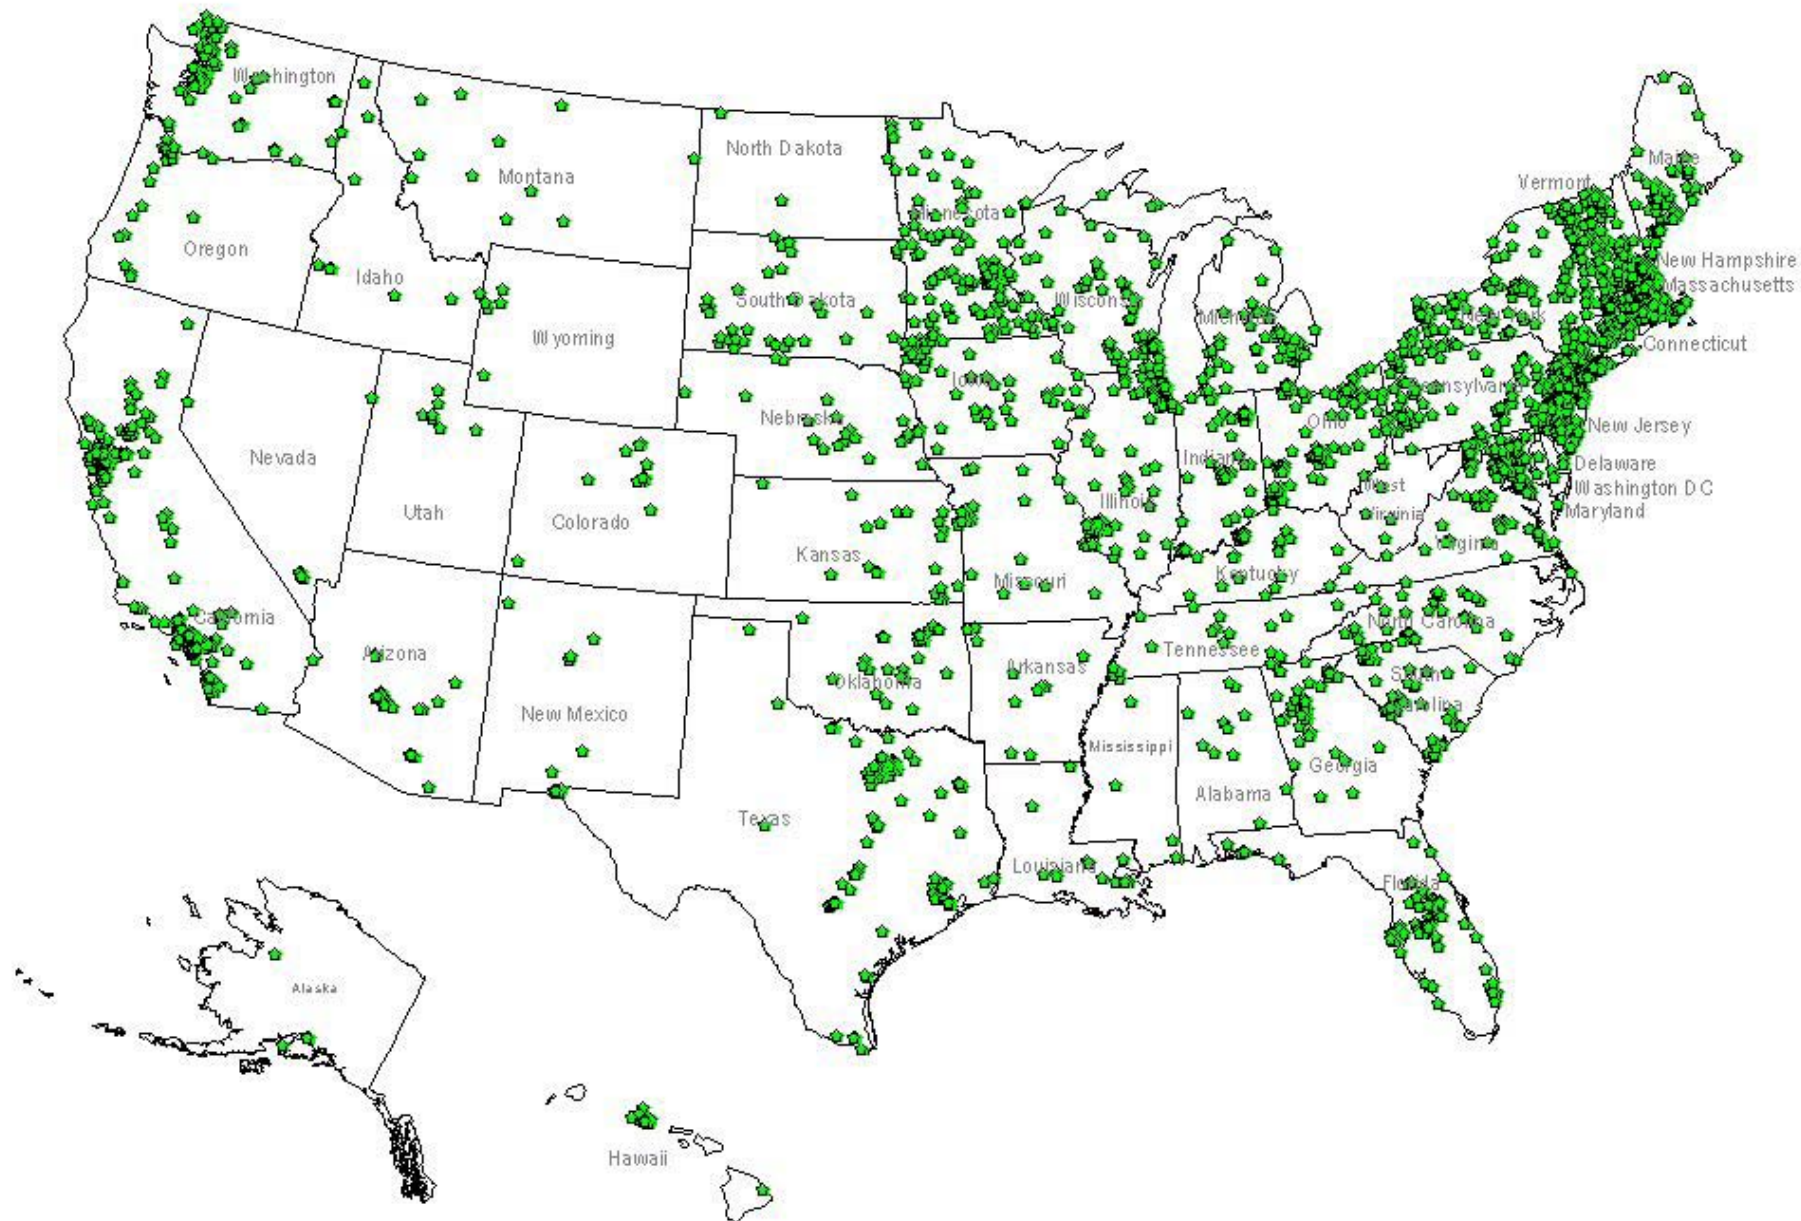 Washington
Maine
North Dakota
Montana
Vermont
Minnesota
Oregon
New Hampshire
Idaho
Massachusetts
South Dakota
Wisconsin
Michigan
New York
Wyoming
Connecticut
Iowa
Pennsylvania
Nebraska
Ohio
New Jersey
Nevada
Indiana
Delaware
Utah
Colorado
Illinois
West
Virginia
Washington DC
Maryland
Kansas
Virginia
Missouri
Kentucky
California
North Carolina
Arizona
Tennessee
Arkansas
Oklahoma
South
Carolina
New Mexico
Mississippi
Georgia
Alabama
Texas
Louisiana
Florida
Alaska
Hawaii